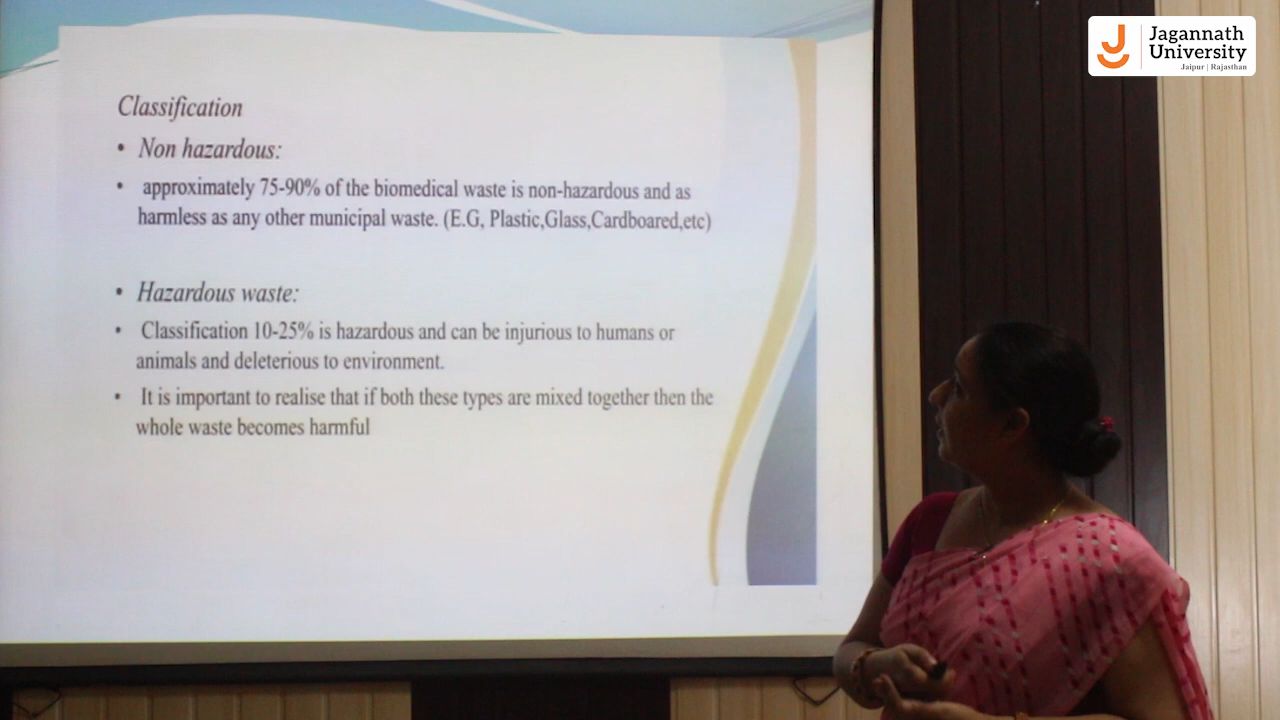 Jagannath
University
Jaipur | Rajasthan
Classification
• Non hazardous:
• approximately 75-90% of the biomedical waste is non-hazardous and as
harmless as any other municipal waste. (E.G, Plastic,Glass,Cardboared,etc)
• Hazardous waste:
• Classification 10-25% is hazardous and can be injurious to humans or
animals and deleterious to environment.
• It is important to realise that if both these types are mixed together then the
whole waste becomes harmful